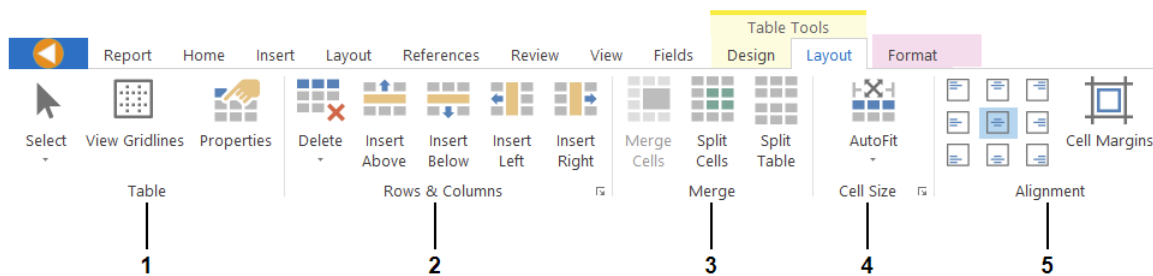 Table Tools
Report Home Insert Layout References Review View Fields Design Layout Format
Select View Gridlines Properties Delete Insert Insert Insert Insert Merge Split Split AutoFit Cell Margins
Above Below Left Right Cells Cells Table
Table Rows & Columns Merge Cell Size Alignment
1 2 3 4 5